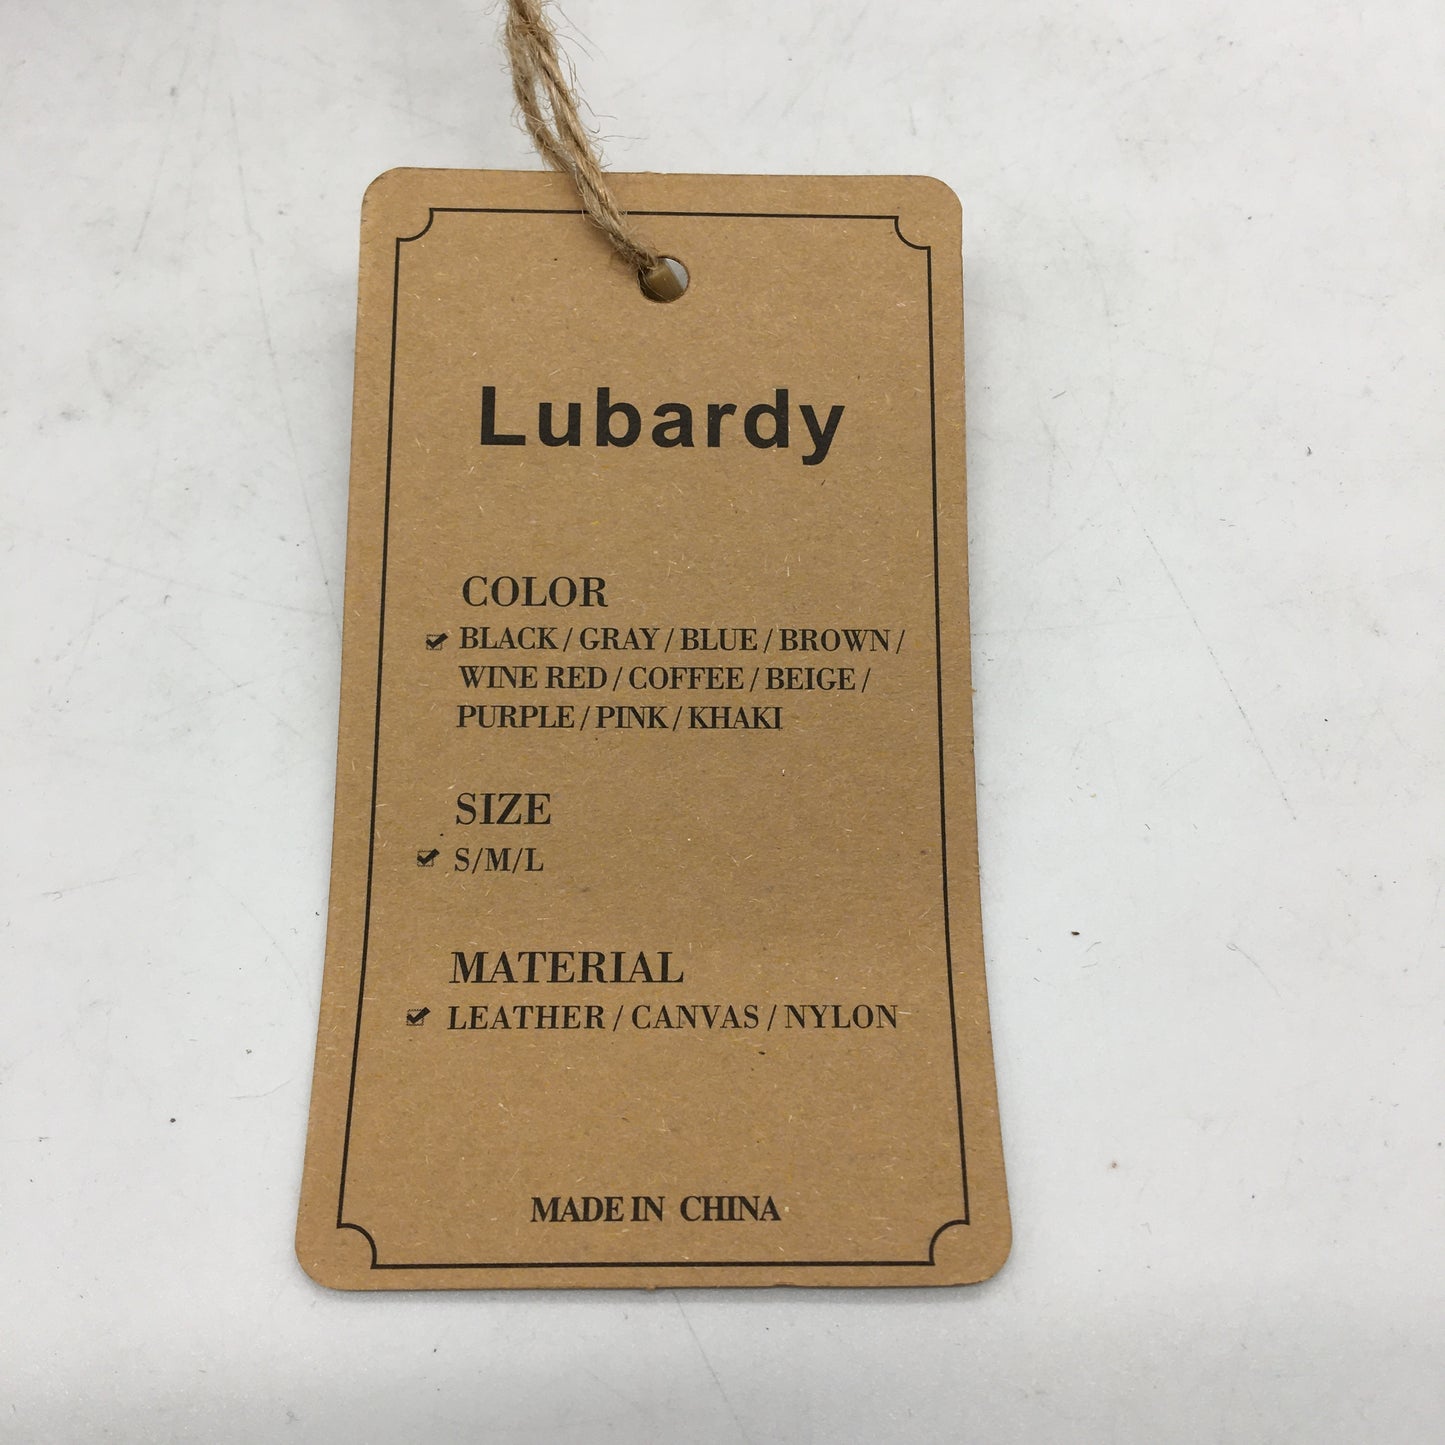 Lubardy
COLOR
BLACK / GRAY / BLUE / BROWN /
WINE RED / COFFEE / BEIGE /
PURPLE / PINK / KHAKI
SIZE
S/M/L
MATERIAL
LEATHER / CANVAS / NYLON
MADE IN CHINA